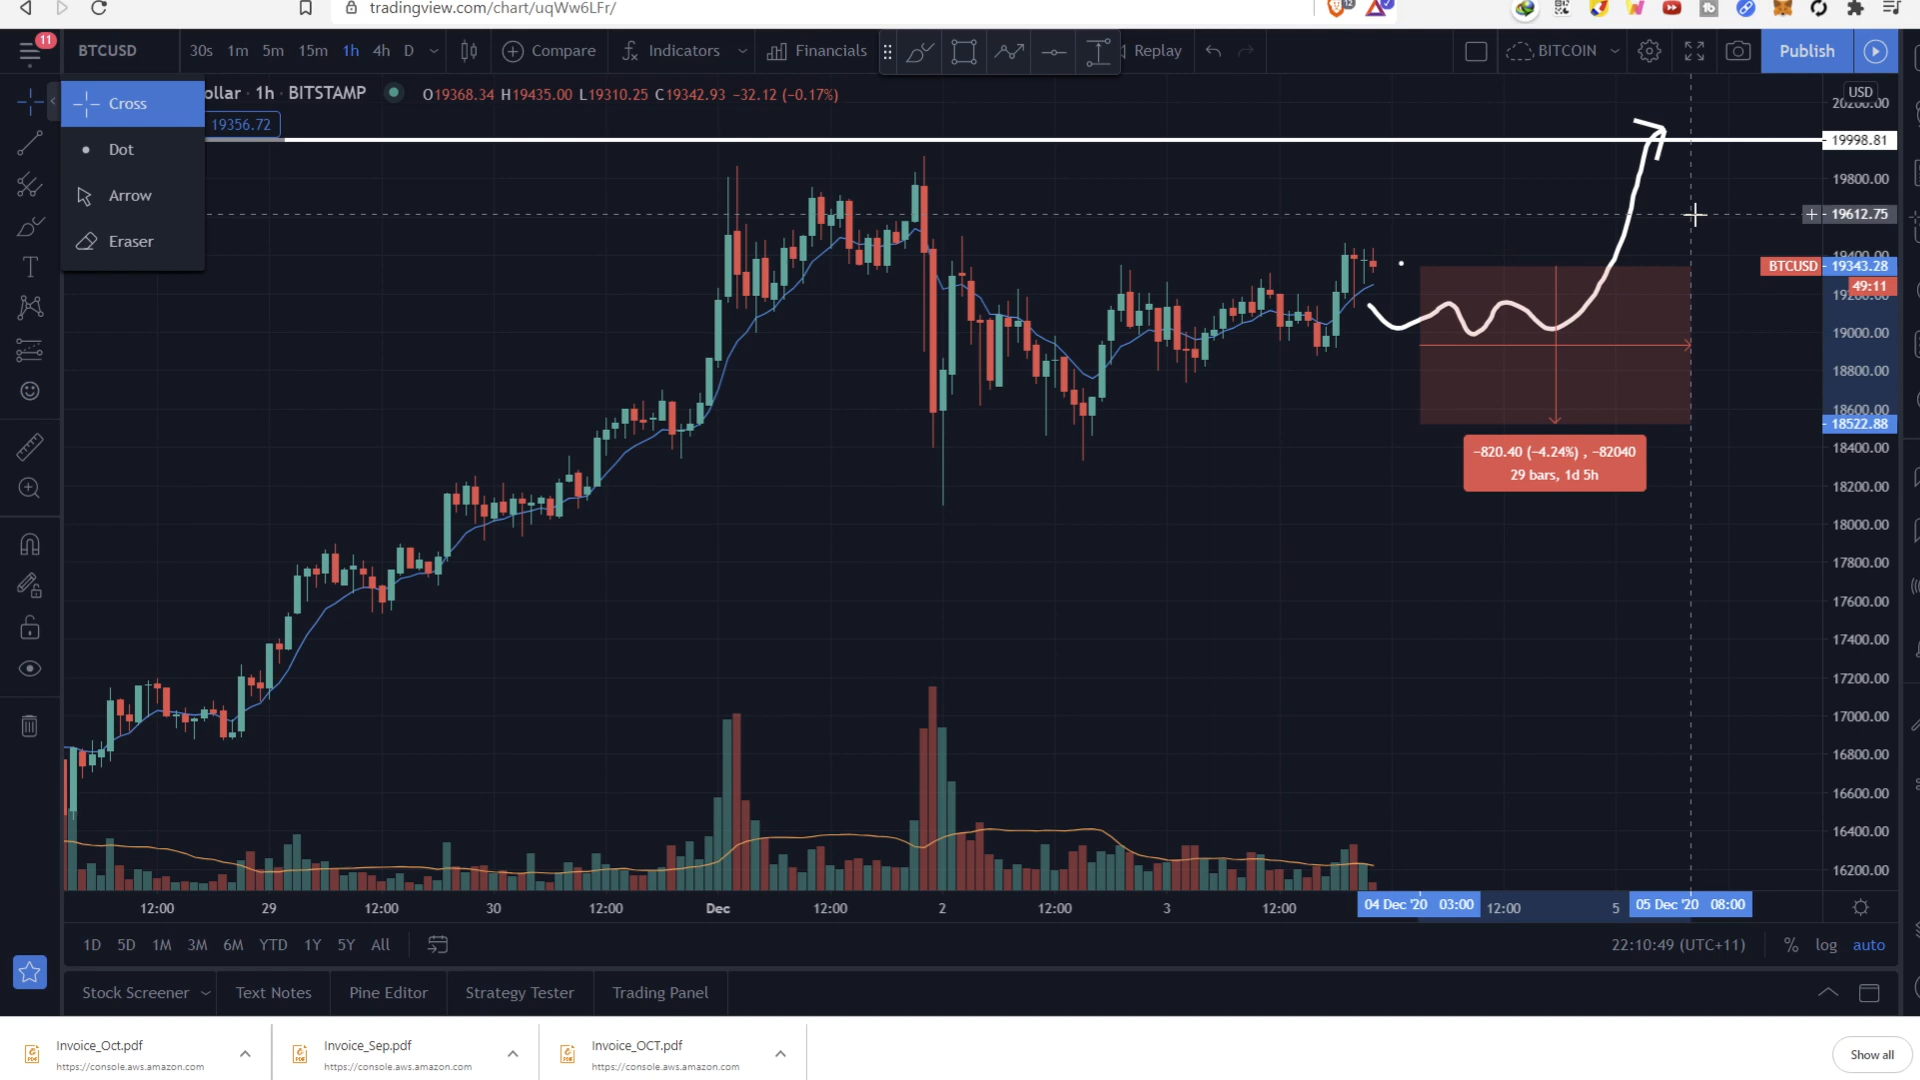 tradingview.com/chart/uqWw6LFr/
12
11
BTCUSD
30s 1m 5m 15m 1h 4h D
Compare
Indicators
Financials
Replay
BITCOIN
Publish
Cross
Dot
Arrow
Eraser
ollar · 1h · BITSTAMP
O19368.34 H19435.00 L19310.25 C19342.93 −32.12 (−0.17%)
19356.72
USD
19998.81
19800.00
19612.75
BTCUSD
19343.28
49:11
19000.00
18800.00
18600.00
18522.88
18400.00
18200.00
18000.00
17800.00
17600.00
17400.00
17200.00
17000.00
16800.00
16600.00
16400.00
16200.00
−820.40 (−4.24%) , −82040
29 bars, 1d 5h
12:00 29 12:00 30 12:00 Dec 12:00 2 12:00 3 12:00 04 Dec '20 03:00 12:00 5 05 Dec '20 08:00
1D 5D 1M 3M 6M YTD 1Y 5Y All
22:10:49 (UTC+11)
% log auto
Stock Screener
Text Notes
Pine Editor
Strategy Tester
Trading Panel
Invoice_Oct.pdf
https://console.aws.amazon.com
Invoice_Sep.pdf
https://console.aws.amazon.com
Invoice_OCT.pdf
https://console.aws.amazon.com
Show all